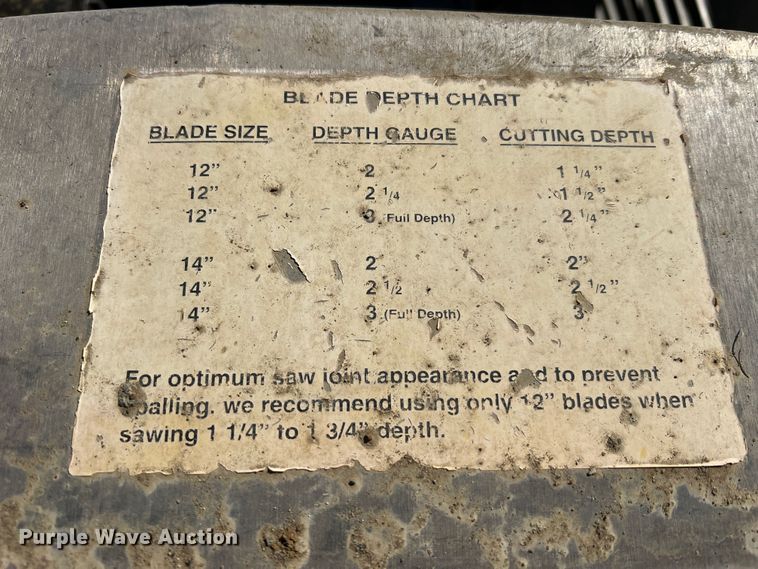 BLADE DEPTH CHART
BLADE SIZE DEPTH GAUGE CUTTING DEPTH
12" 2 1 1/4"
12" 2 1/4 1 1/2"
12" 3 (Full Depth) 2 1/4"
14" 2 2"
14" 2 1/2 2 1/2"
14" 3 (Full Depth) 3
For optimum saw joint appearance and to prevent
spalling, we recommend using only 12" blades when
sawing 1 1/4" to 1 3/4" depth.
Purple Wave Auction